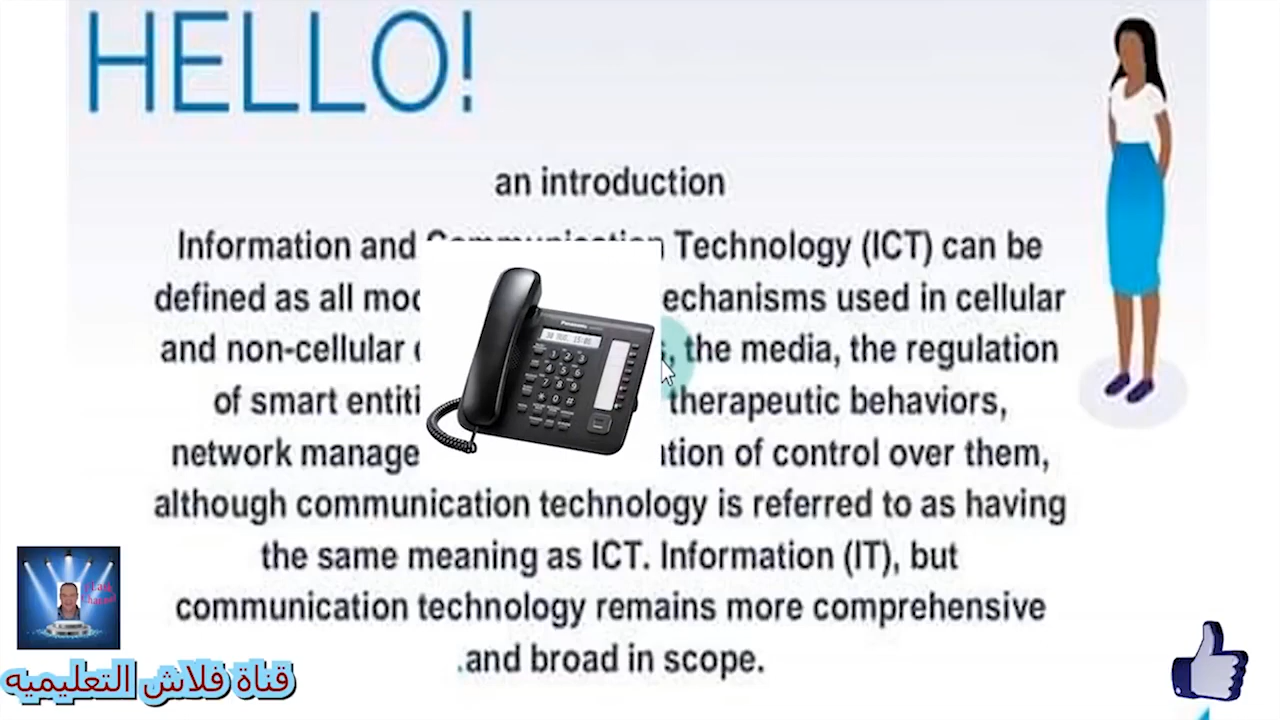 HELLO!
an introduction
Information and Communication Technology (ICT) can be
defined as all echanisms used in cellular
and non-cellular , the media, the regulation
of smart therapeutic behaviors,
network of control over them,
although communication technology is referred to as having
the same meaning as ICT. Information (IT), but
communication technology remains more comprehensive
.and broad in scope.
Panasonic
قناة فلاش التعليميه